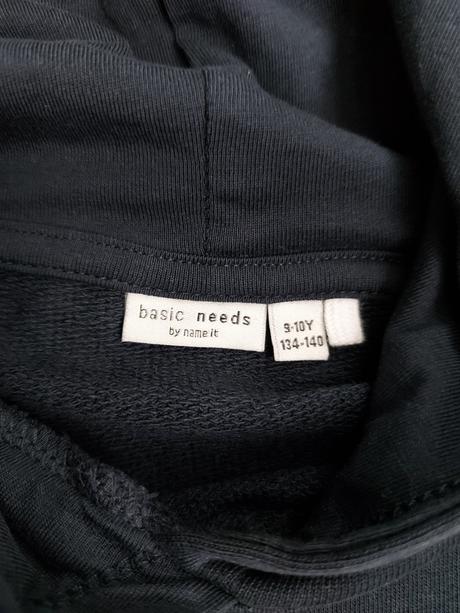 basic needs
by name it
9-10Y
134-140